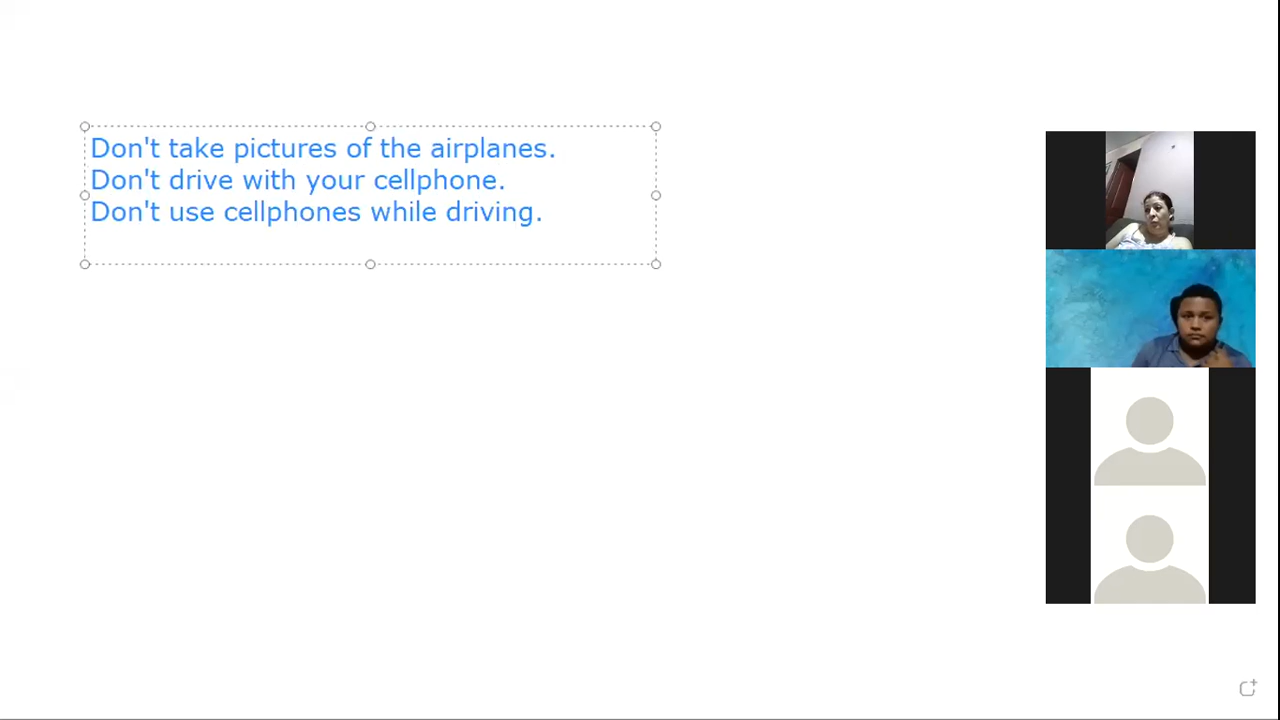 Don't take pictures of the airplanes.
Don't drive with your cellphone.
Don't use cellphones while driving.